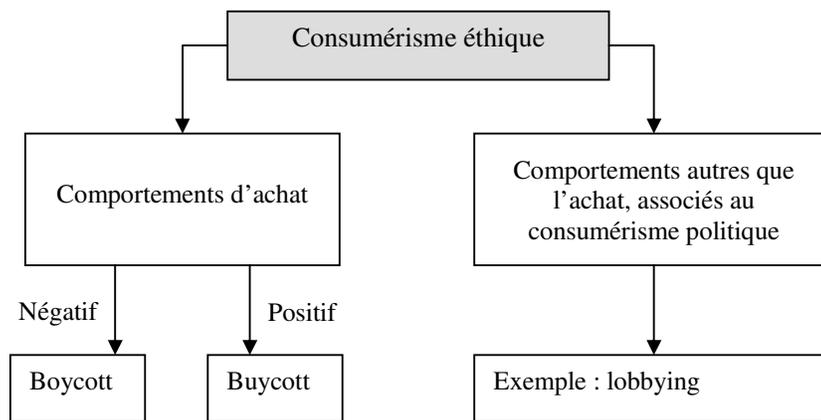 Consumérisme éthique
Comportements d’achat
Comportements autres que
l’achat, associés au
consumérisme politique
Négatif
Positif
Boycott
Buycott
Exemple : lobbying